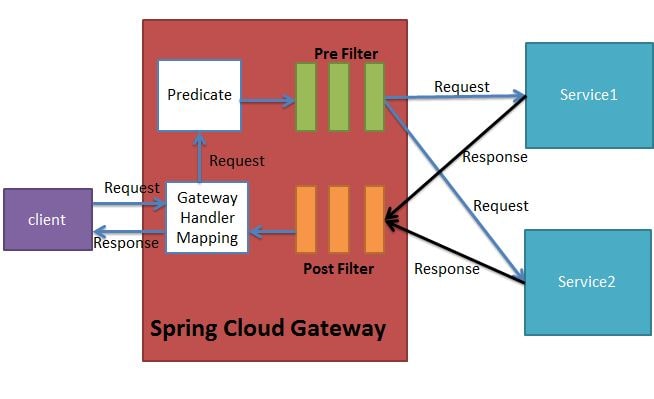 Pre Filter
Predicate
Request
Service1
Request
Response
Request
Gateway
Handler
Mapping
client
Response
Request
Post Filter
Response
Service2
Spring Cloud Gateway